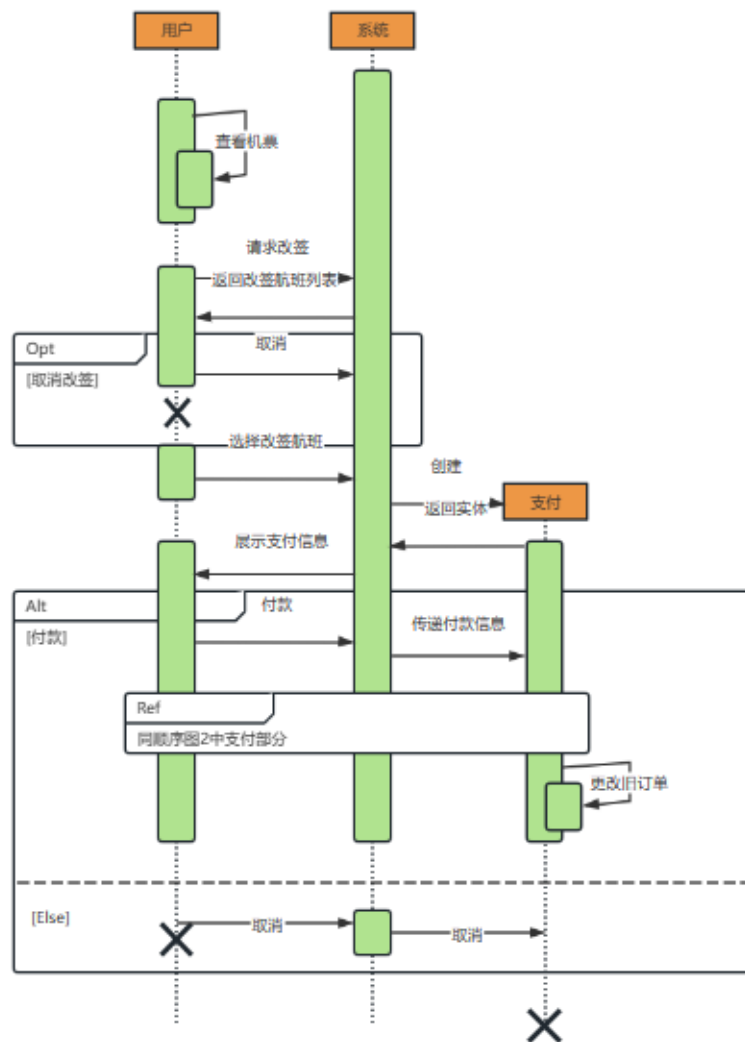 用户
系统
查看机票
请求改签
返回改签航班列表
Opt
取消
[取消改签]
选择改签航班
创建
支付
返回实体
展示支付信息
Alt
付款
[付款]
传递付款信息
Ref
同顺序图2中支付部分
更改旧订单
[Else]
取消
取消